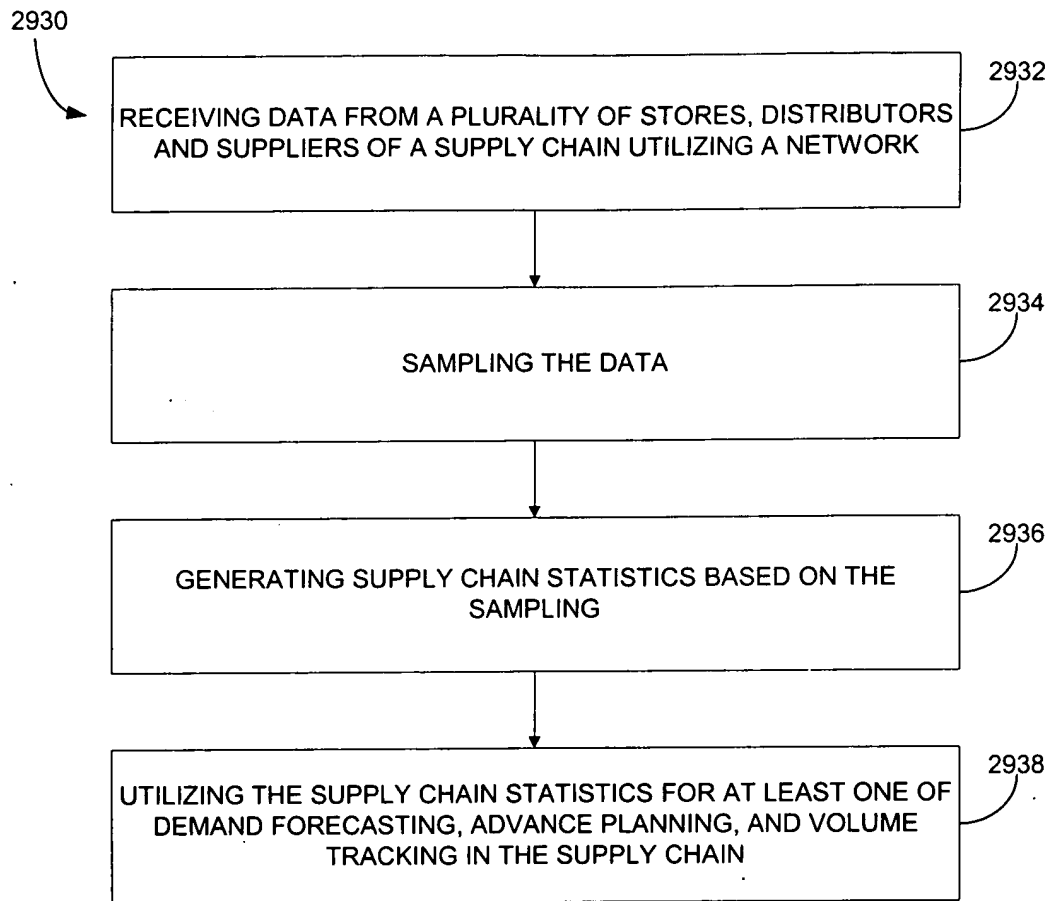 2930
2932
RECEIVING DATA FROM A PLURALITY OF STORES, DISTRIBUTORS
AND SUPPLIERS OF A SUPPLY CHAIN UTILIZING A NETWORK
2934
SAMPLING THE DATA
2936
GENERATING SUPPLY CHAIN STATISTICS BASED ON THE
SAMPLING
2938
UTILIZING THE SUPPLY CHAIN STATISTICS FOR AT LEAST ONE OF
DEMAND FORECASTING, ADVANCE PLANNING, AND VOLUME
TRACKING IN THE SUPPLY CHAIN